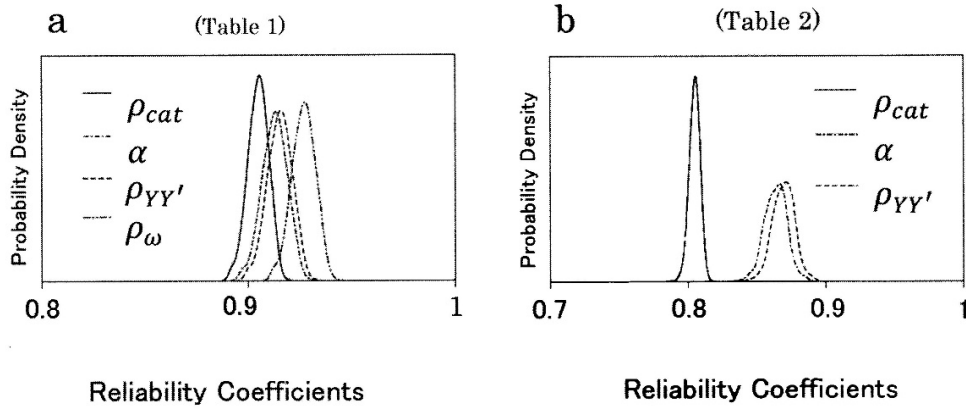 a (Table 1)
Probability Density
ρcat
α
ρYY'
ρω
0.8 0.9 1
Reliability Coefficients
b (Table 2)
Probability Density
ρcat
α
ρYY'
0.7 0.8 0.9 1
Reliability Coefficients